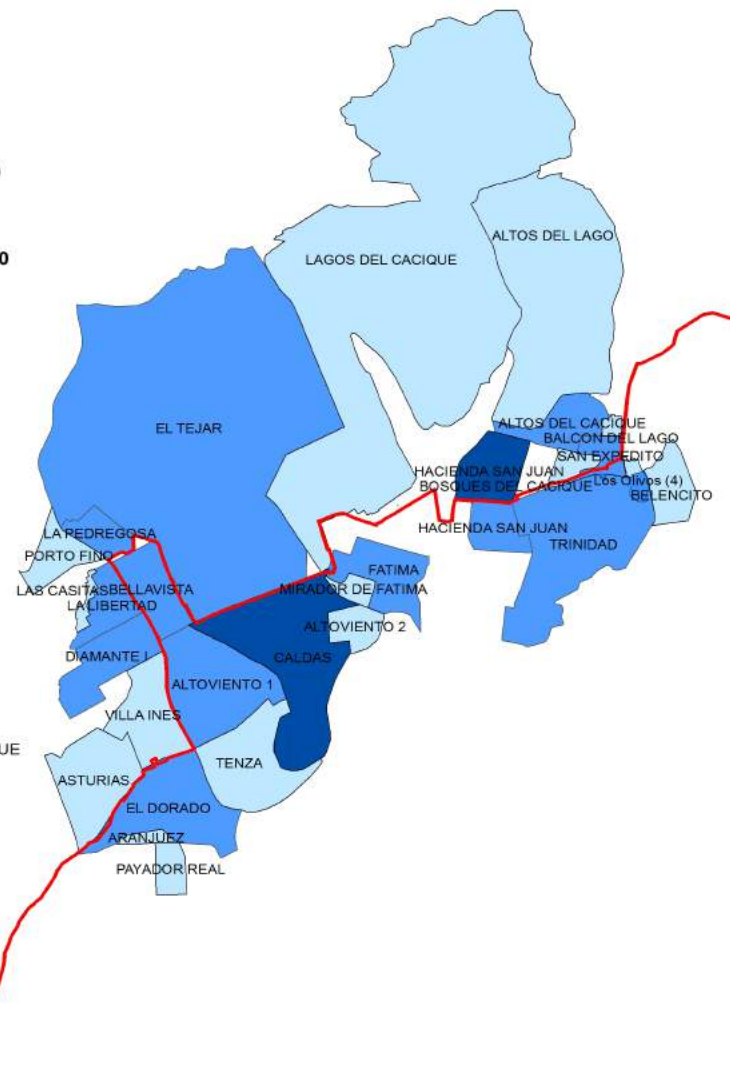 0
ALTOS DEL LAGO
LAGOS DEL CACIQUE
EL TEJAR
ALTOS DEL CACIQUE
BALCON DEL LAGO
SAN EXPEDITO
HACIENDA SAN JUAN
Los Olivos (4)
BOSQUES DEL CACIQUE
BELENCITO
HACIENDA SAN JUAN
LA PEDREGOSA
TRINIDAD
PORTO FINO
FATIMA
LAS CASITAS
BELLAVISTA
MIRADOR DE FATIMA
LA LIBERTAD
ALTOVIENTO 2
DIAMANTE I
CALDAS
ALTOVIENTO 1
VILLA INES
UE
TENZA
ASTURIAS
EL DORADO
ARANJUEZ
PAYADOR REAL